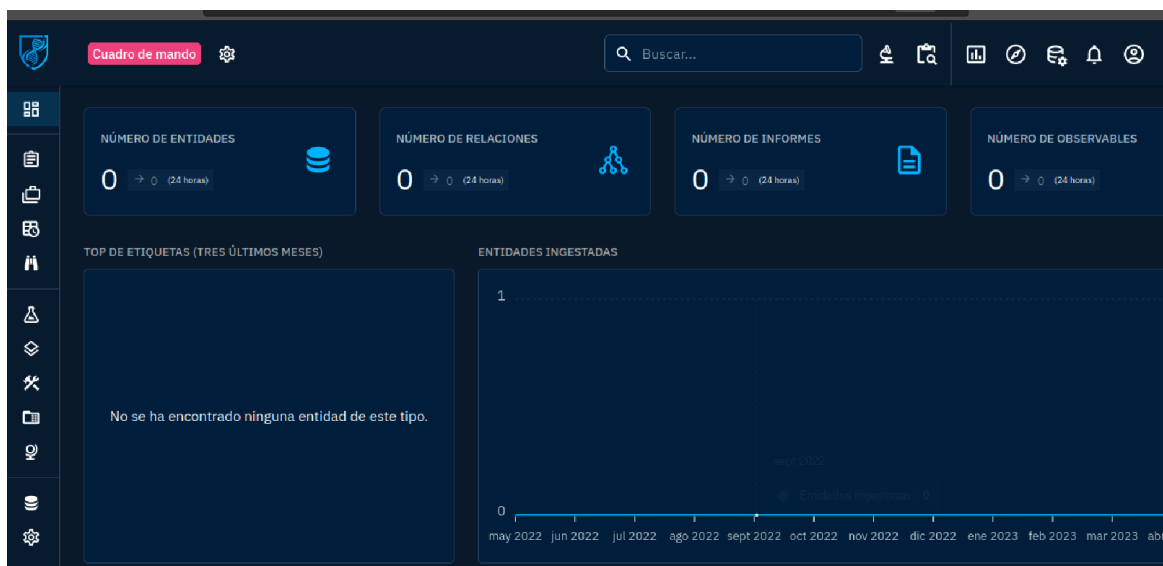 Cuadro de mando
Buscar...
NÚMERO DE ENTIDADES
0 → 0 (24 horas)
NÚMERO DE RELACIONES
0 → 0 (24 horas)
NÚMERO DE INFORMES
0 → 0 (24 horas)
NÚMERO DE OBSERVABLES
0 → 0 (24 horas)
TOP DE ETIQUETAS (TRES ÚLTIMOS MESES)
No se ha encontrado ninguna entidad de este tipo.
ENTIDADES INGESTADAS
1
sept 2022
Entidades ingestadas 0
0
may 2022 jun 2022 jul 2022 ago 2022 sept 2022 oct 2022 nov 2022 dic 2022 ene 2023 feb 2023 mar 2023 abr